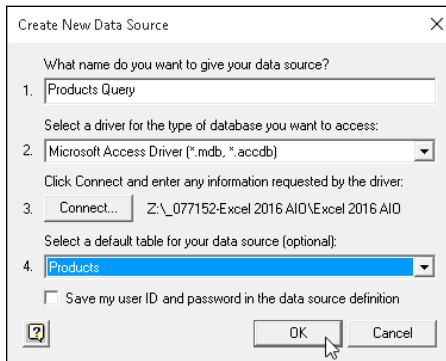 Create New Data Source
What name do you want to give your data source?
1. Products Query
Select a driver for the type of database you want to access:
2. Microsoft Access Driver (*.mdb, *.accdb)
Click Connect and enter any information requested by the driver:
3. Connect... Z:\_077152-Excel 2016 AIO\Excel 2016 AIO
Select a default table for your data source (optional):
4. Products
Save my user ID and password in the data source definition
? OK Cancel